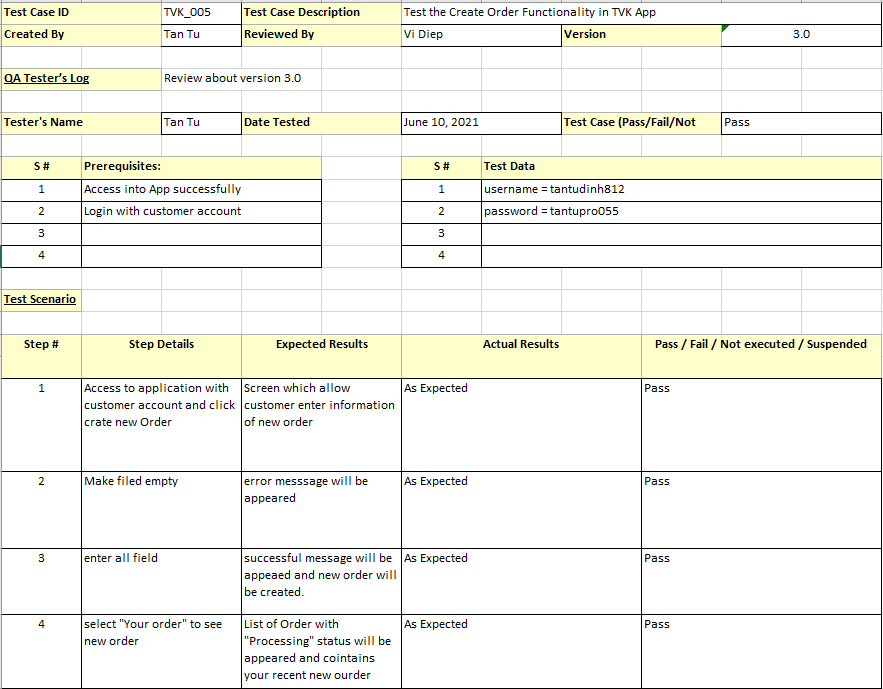 Test Case ID TVK_005 Test Case Description Test the Create Order Functionality in TVK App
Created By Tan Tu Reviewed By Vi Diep Version 3.0
QA Tester's Log Review about version 3.0
Tester's Name Tan Tu Date Tested June 10, 2021 Test Case (Pass/Fail/Not Pass
S # Prerequisites: S # Test Data
1 Access into App successfully 1 username = tantudinh812
2 Login with customer account 2 password = tantupro055
3 3
4 4
Test Scenario
Step # Step Details Expected Results Actual Results Pass / Fail / Not executed / Suspended
1 Access to application with Screen which allow As Expected Pass
customer account and click customer enter information
crate new Order of new order
2 Make filed empty error messsage will be As Expected Pass
appeared
3 enter all field successful message will be As Expected Pass
appeaed and new order will
be created.
4 select "Your order" to see List of Order with As Expected Pass
new order "Processing" status will be
appeared and cointains
your recent new ourder